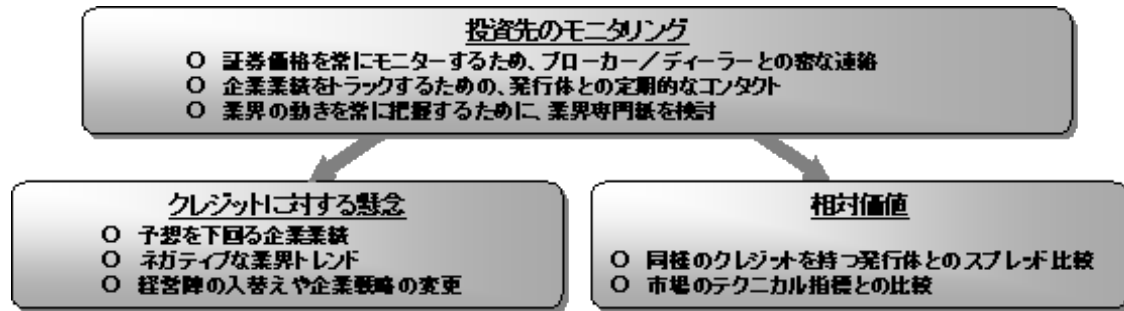 投資先のモニタリング
○ 証券価格を常にモニターするため、ブローカー／ディーラーとの密な連絡
○ 企業業績をトラックするための、発行体との定期的なコンタクト
○ 業界の動きを常に把握するために、業界専門紙を検討
クレジットに対する懸念
○ 予想を下回る企業業績
○ ネガティブな業界トレンド
○ 経営陣の入替えや企業戦略の変更
相対価値
○ 同様のクレジットを持つ発行体とのスプレッド比較
○ 市場のテクニカル指標との比較